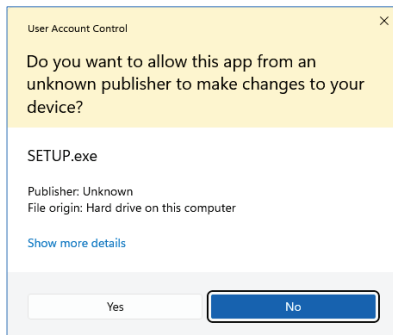 User Account Control
Do you want to allow this app from an
unknown publisher to make changes to your
device?
SETUP.exe
Publisher: Unknown
File origin: Hard drive on this computer
Show more details
Yes
No